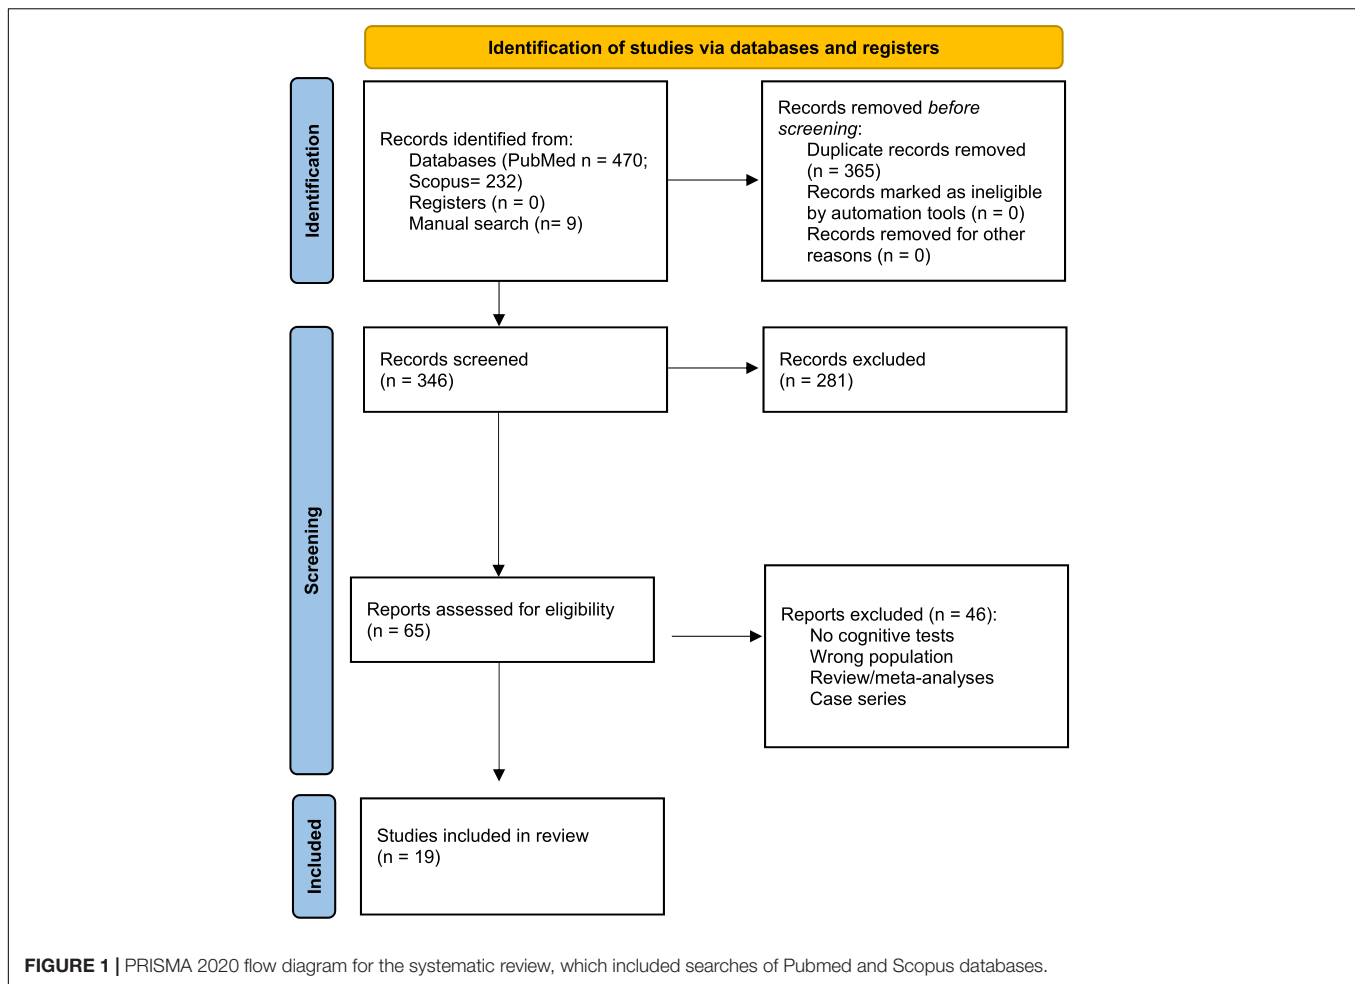 Identification of studies via databases and registers
Identification
Records identified from:
Databases (PubMed n = 470;
Scopus= 232)
Registers (n = 0)
Manual search (n= 9)
Records removed before
screening:
Duplicate records removed
(n = 365)
Records marked as ineligible
by automation tools (n = 0)
Records removed for other
reasons (n = 0)
Screening
Records screened
(n = 346)
Records excluded
(n = 281)
Reports assessed for eligibility
(n = 65)
Reports excluded (n = 46):
No cognitive tests
Wrong population
Review/meta-analyses
Case series
Included
Studies included in review
(n = 19)
FIGURE 1 | PRISMA 2020 flow diagram for the systematic review, which included searches of Pubmed and Scopus databases.